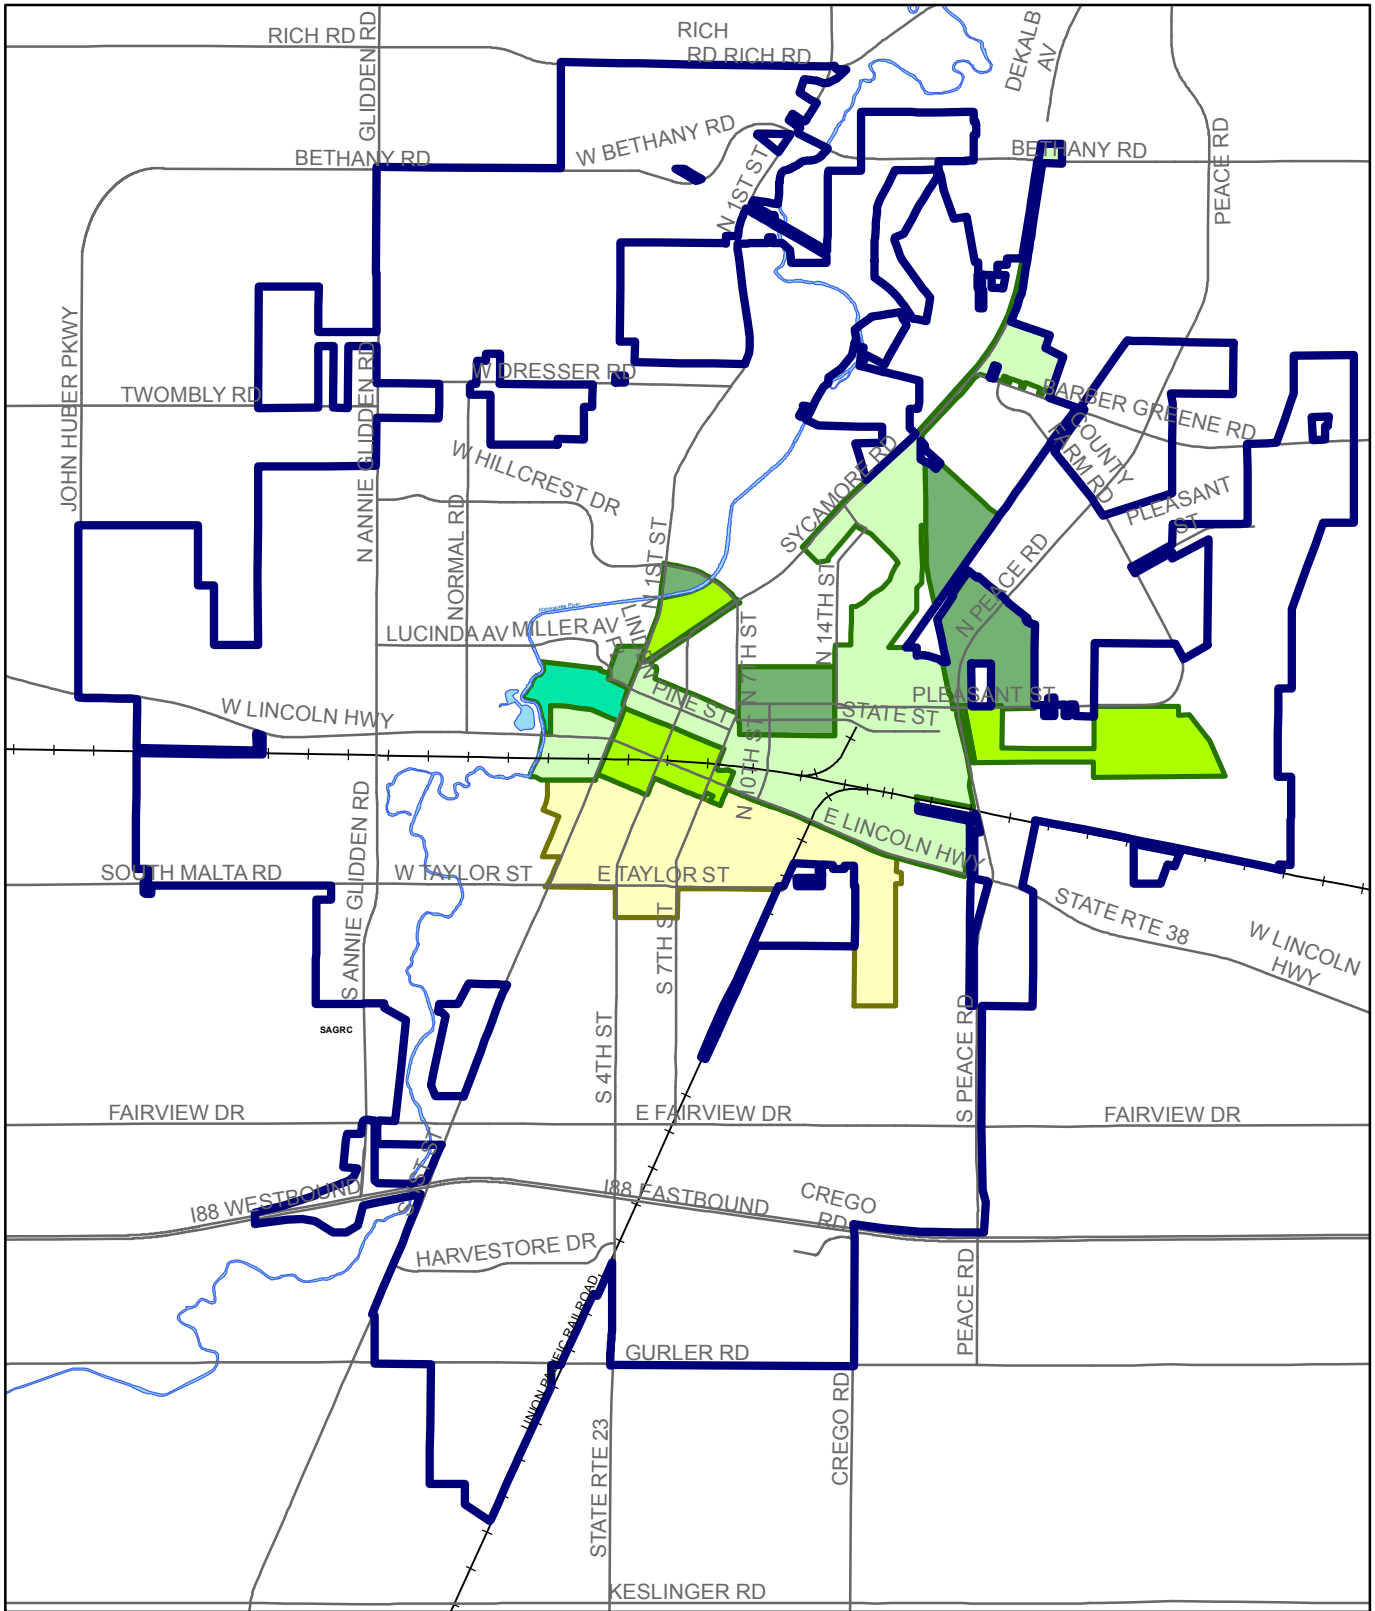 RICH RD
GLIDDEN RD
RICH
RD RICH RD
DEKALB
AV
PEACE RD
BETHANY RD
W BETHANY RD
N 1ST ST
BETHANY RD
JOHN HUBER PKWY
TWOMBLY RD
N ANNIE GLIDDEN RD
W DRESSER RD
BARBER GREENE RD
COUNTY
FARM RD
W HILLCREST DR
NORMAL RD
SYCAMORE RD
PLEASANT
ST
N 1ST ST
N 14TH ST
N PEACE RD
LUCINDA AV
MILLER AV
N 7TH ST
PINE ST
PLEASANT ST
W LINCOLN HWY
STATE ST
N 10TH ST
E LINCOLN HWY
S ANNIE GLIDDEN RD
SOUTH MALTA RD
W TAYLOR ST
E TAYLOR ST
STATE RTE 38
W LINCOLN
HWY
S 7TH ST
SAGRC
S 4TH ST
S PEACE RD
FAIRVIEW DR
E FAIRVIEW DR
FAIRVIEW DR
S 1ST ST
I88 WESTBOUND
I88 EASTBOUND
CREGO
RD
HARVESTORE DR
UNION PACIFIC RAILROAD
PEACE RD
GURLER RD
CREGO RD
STATE RTE 23
KESLINGER RD